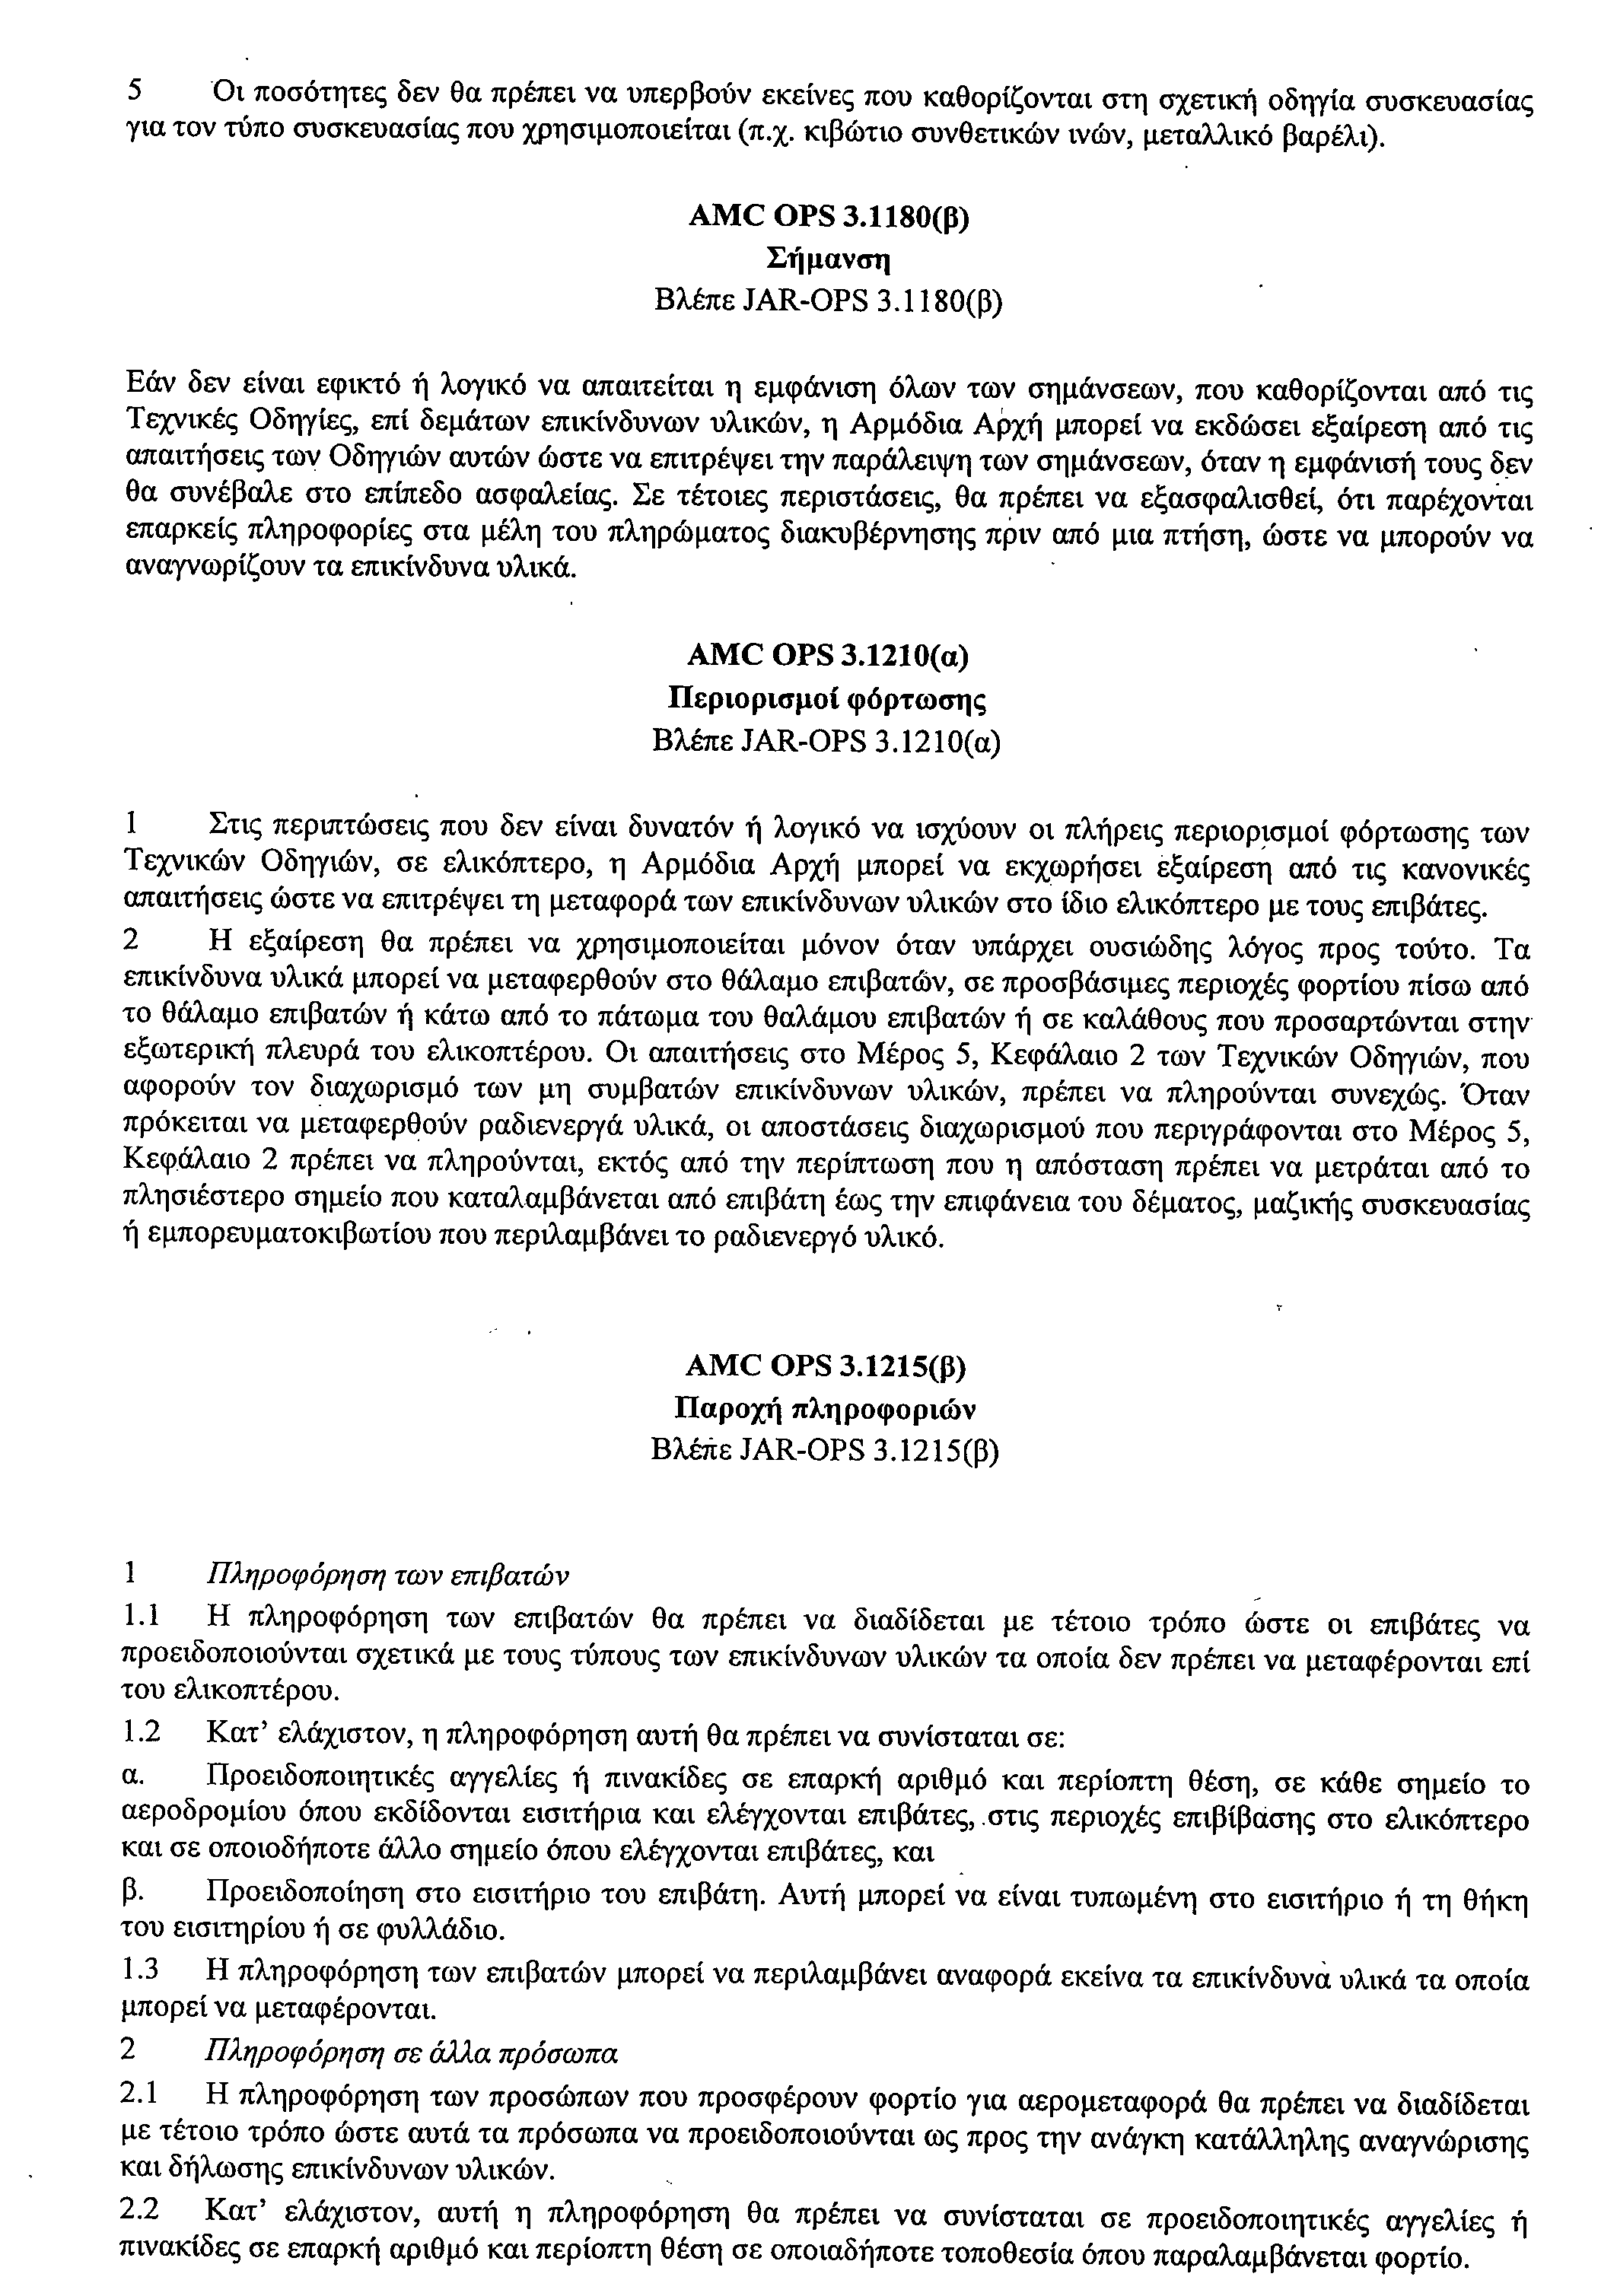 5 Οι ποσότητες δεν θα πρέπει να υπερβούν εκείνες που καθορίζονται στη σχετική οδηγία συσκευασίας
για τον τύπο συσκευασίας που χρησιμοποιείται (π.χ. κιβώτιο συνθετικών ινών, μεταλλικό βαρέλι).
AMC OPS 3.1180(β)
Σήμανση
Βλέπε JAR-OPS 3.1180(β)
Εάν δεν είναι εφικτό ή λογικό να απαιτείται η εμφάνιση όλων των σημάνσεων, που καθορίζονται από τις
Τεχνικές Οδηγίες, επί δεμάτων επικίνδυνων υλικών, η Αρμόδια Αρχή μπορεί να εκδώσει εξαίρεση από τις
απαιτήσεις των Οδηγιών αυτών ώστε να επιτρέψει την παράλειψη των σημάνσεων, όταν η εμφάνισή τους δεν
θα συνέβαλε στο επίπεδο ασφαλείας. Σε τέτοιες περιστάσεις, θα πρέπει να εξασφαλισθεί, ότι παρέχονται
επαρκείς πληροφορίες στα μέλη του πληρώματος διακυβέρνησης πριν από μια πτήση, ώστε να μπορούν να
αναγνωρίζουν τα επικίνδυνα υλικά.
AMC OPS 3.1210(α)
Περιορισμοί φόρτωσης
Βλέπε JAR-OPS 3.1210(α)
1 Στις περιπτώσεις που δεν είναι δυνατόν ή λογικό να ισχύουν οι πλήρεις περιορισμοί φόρτωσης των
Τεχνικών Οδηγιών, σε ελικόπτερο, η Αρμόδια Αρχή μπορεί να εκχωρήσει εξαίρεση από τις κανονικές
απαιτήσεις ώστε να επιτρέψει τη μεταφορά των επικίνδυνων υλικών στο ίδιο ελικόπτερο με τους επιβάτες.
2 Η εξαίρεση θα πρέπει να χρησιμοποιείται μόνον όταν υπάρχει ουσιώδης λόγος προς τούτο. Τα
επικίνδυνα υλικά μπορεί να μεταφερθούν στο θάλαμο επιβατών, σε προσβάσιμες περιοχές φορτίου πίσω από
το θάλαμο επιβατών ή κάτω από το πάτωμα του θαλάμου επιβατών ή σε καλάθους που προσαρτώνται στην
εξωτερική πλευρά του ελικοπτέρου. Οι απαιτήσεις στο Μέρος 5, Κεφάλαιο 2 των Τεχνικών Οδηγιών, που
αφορούν τον διαχωρισμό των μη συμβατών επικίνδυνων υλικών, πρέπει να πληρούνται συνεχώς. Όταν
πρόκειται να μεταφερθούν ραδιενεργά υλικά, οι αποστάσεις διαχωρισμού που περιγράφονται στο Μέρος 5,
Κεφάλαιο 2 πρέπει να πληρούνται, εκτός από την περίπτωση που η απόσταση πρέπει να μετράται από το
πλησιέστερο σημείο που καταλαμβάνεται από επιβάτη έως την επιφάνεια του δέματος, μαζικής συσκευασίας
ή εμπορευματοκιβωτίου που περιλαμβάνει το ραδιενεργό υλικό.
AMC OPS 3.1215(β)
Παροχή πληροφοριών
Βλέπε JAR-OPS 3.1215(β)
1 Πληροφόρηση των επιβατών
1.1 Η πληροφόρηση των επιβατών θα πρέπει να διαδίδεται με τέτοιο τρόπο ώστε οι επιβάτες να
προειδοποιούνται σχετικά με τους τύπους των επικίνδυνων υλικών τα οποία δεν πρέπει να μεταφέρονται επί
του ελικοπτέρου.
1.2 Κατ’ ελάχιστον, η πληροφόρηση αυτή θα πρέπει να συνίσταται σε:
α. Προειδοποιητικές αγγελίες ή πινακίδες σε επαρκή αριθμό και περίοπτη θέση, σε κάθε σημείο το
αεροδρομίου όπου εκδίδονται εισιτήρια και ελέγχονται επιβάτες, στις περιοχές επιβίβασης στο ελικόπτερο
και σε οποιοδήποτε άλλο σημείο όπου ελέγχονται επιβάτες, και
β. Προειδοποίηση στο εισιτήριο του επιβάτη. Αυτή μπορεί να είναι τυπωμένη στο εισιτήριο ή τη θήκη
του εισιτηρίου ή σε φυλλάδιο.
1.3 Η πληροφόρηση των επιβατών μπορεί να περιλαμβάνει αναφορά εκείνα τα επικίνδυνα υλικά τα οποία
μπορεί να μεταφέρονται.
2 Πληροφόρηση σε άλλα πρόσωπα
2.1 Η πληροφόρηση των προσώπων που προσφέρουν φορτίο για αερομεταφορά θα πρέπει να διαδίδεται
με τέτοιο τρόπο ώστε αυτά τα πρόσωπα να προειδοποιούνται ως προς την ανάγκη κατάλληλης αναγνώρισης
και δήλωσης επικίνδυνων υλικών.
2.2 Κατ’ ελάχιστον, αυτή η πληροφόρηση θα πρέπει να συνίσταται σε προειδοποιητικές αγγελίες ή
πινακίδες σε επαρκή αριθμό και περίοπτη θέση σε οποιαδήποτε τοποθεσία όπου παραλαμβάνεται φορτίο.